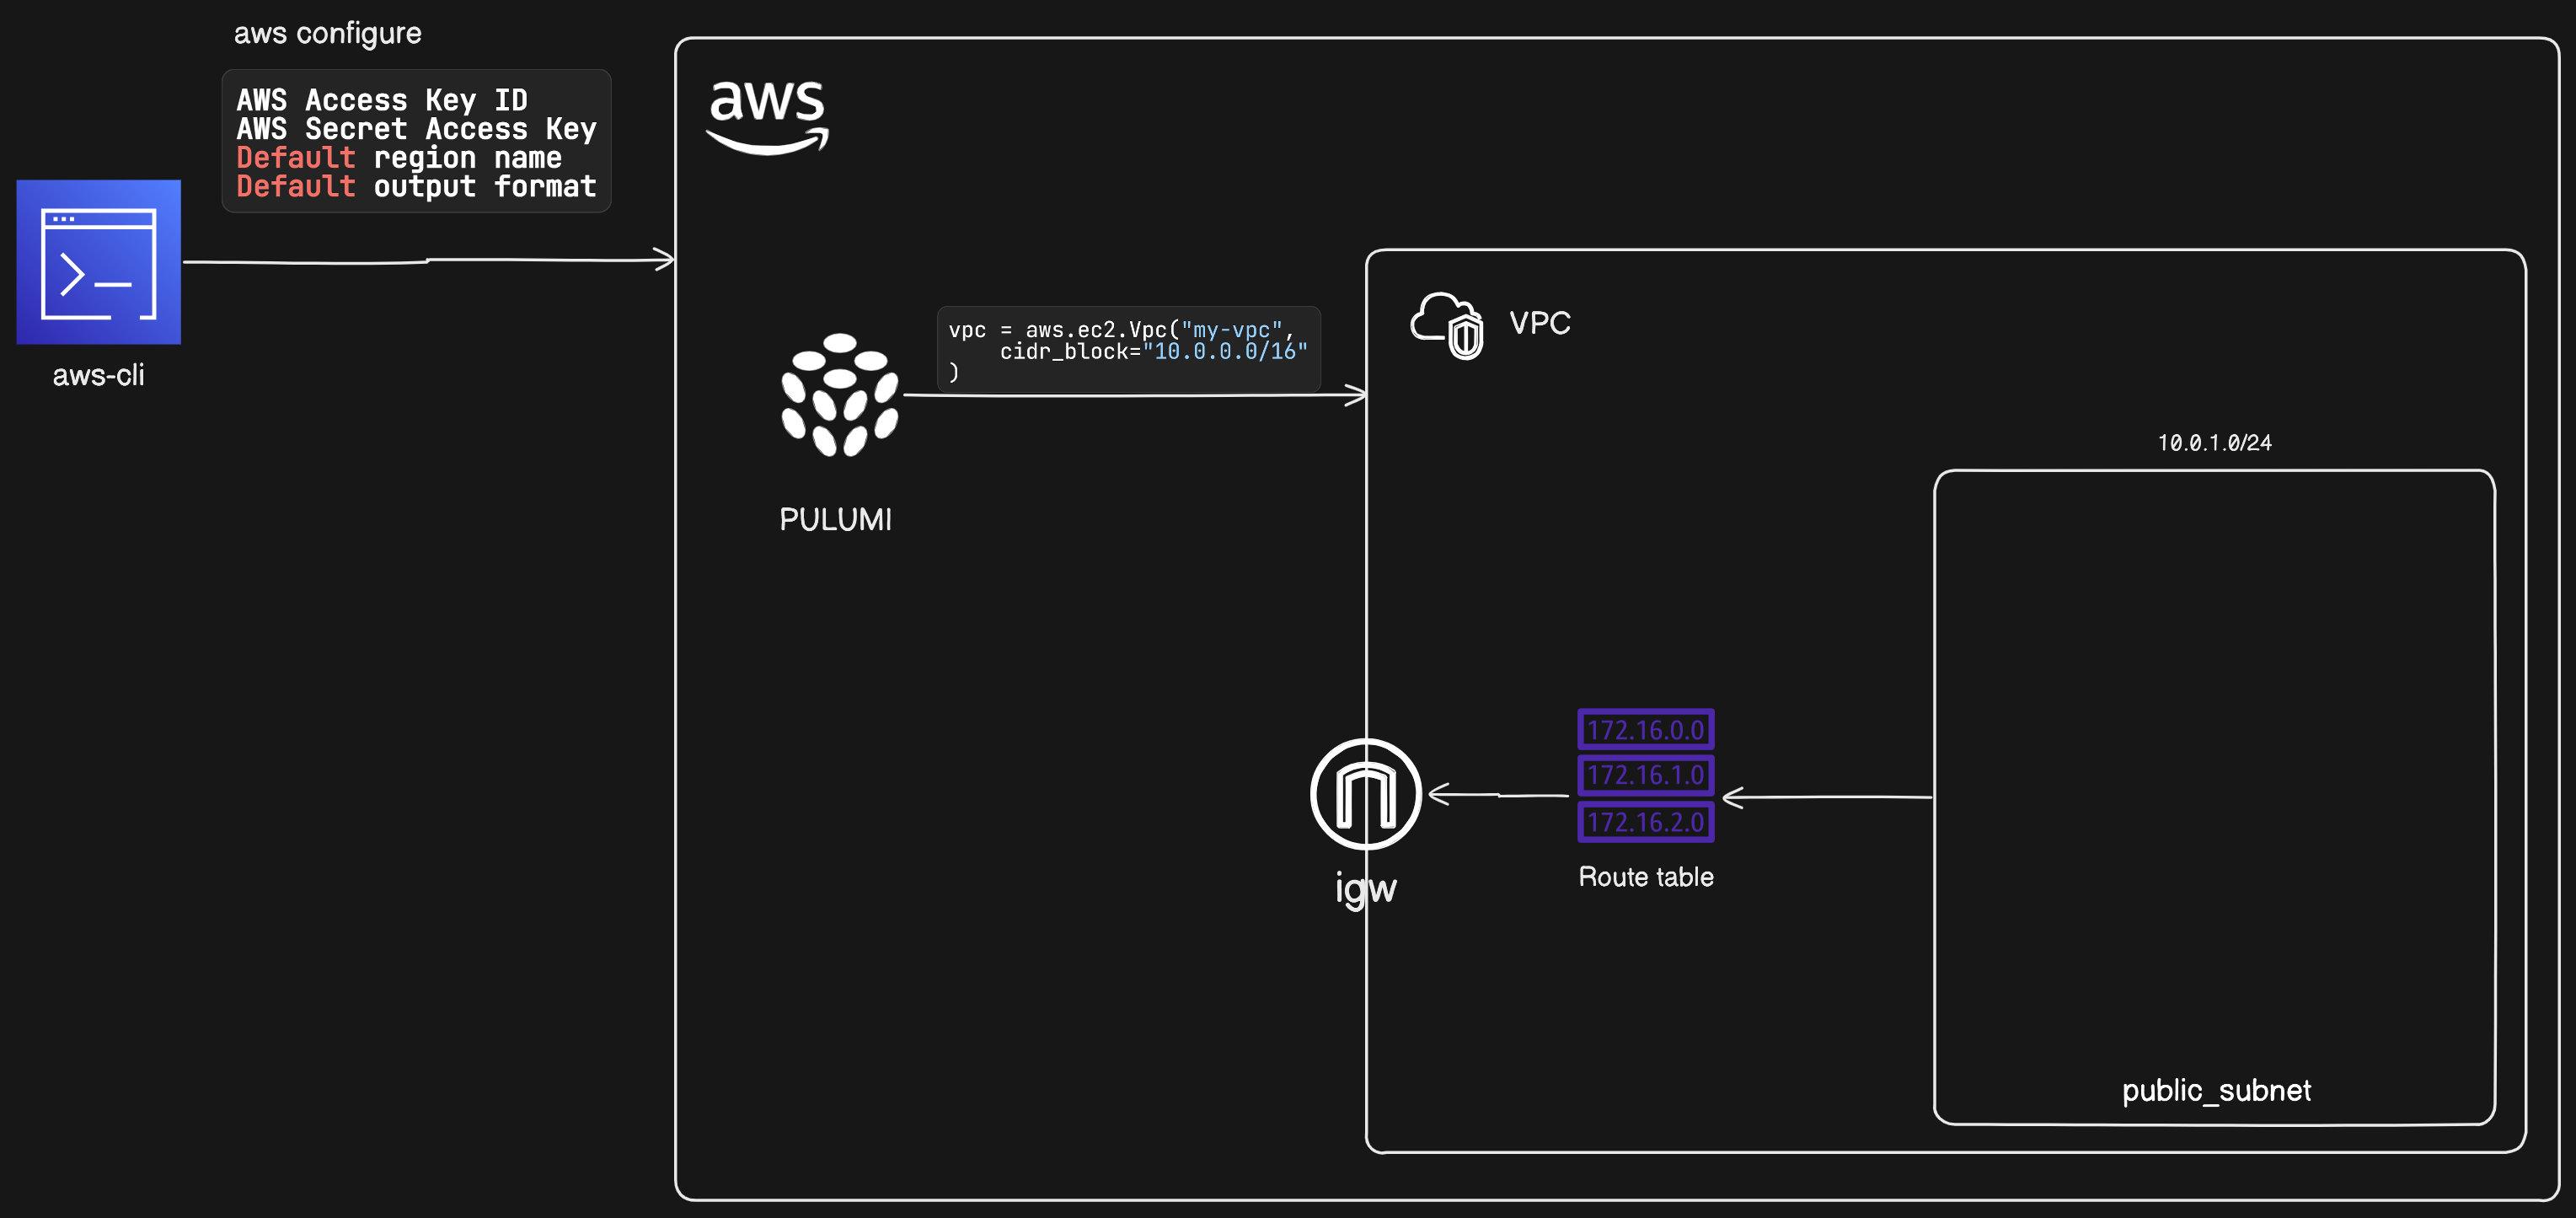 aws configure
AWS Access Key ID
AWS Secret Access Key
Default region name
Default output format
aws-cli
aws
PULUMI
vpc = aws.ec2.Vpc("my-vpc",
    cidr_block="10.0.0.0/16"
)
VPC
10.0.1.0/24
172.16.0.0
172.16.1.0
172.16.2.0
Route table
igw
public_subnet